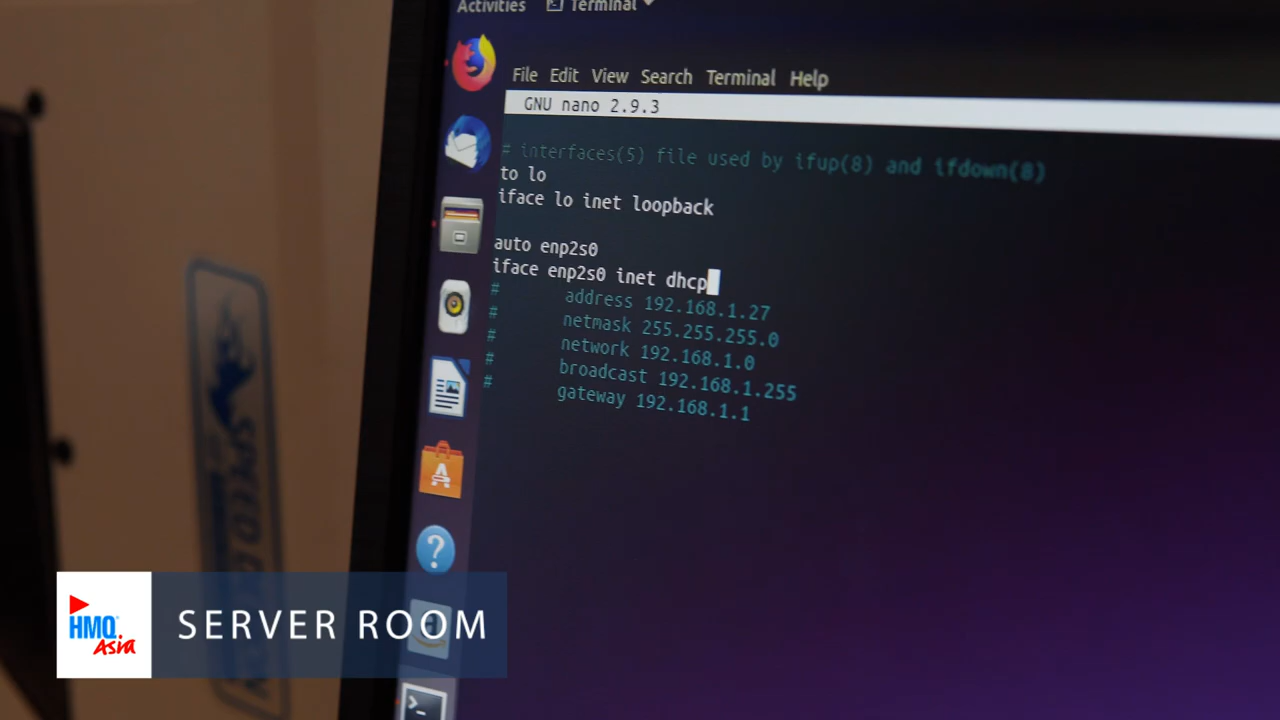 Activities Terminal
File Edit View Search Terminal Help
GNU nano 2.9.3
# interfaces(5) file used by ifup(8) and ifdown(8)
to lo
iface lo inet loopback
auto enp2s0
iface enp2s0 inet dhcp
# address 192.168.1.27
# netmask 255.255.255.0
# network 192.168.1.0
# broadcast 192.168.1.255
# gateway 192.168.1.1
SPEED
HMQ Asia
SERVER ROOM